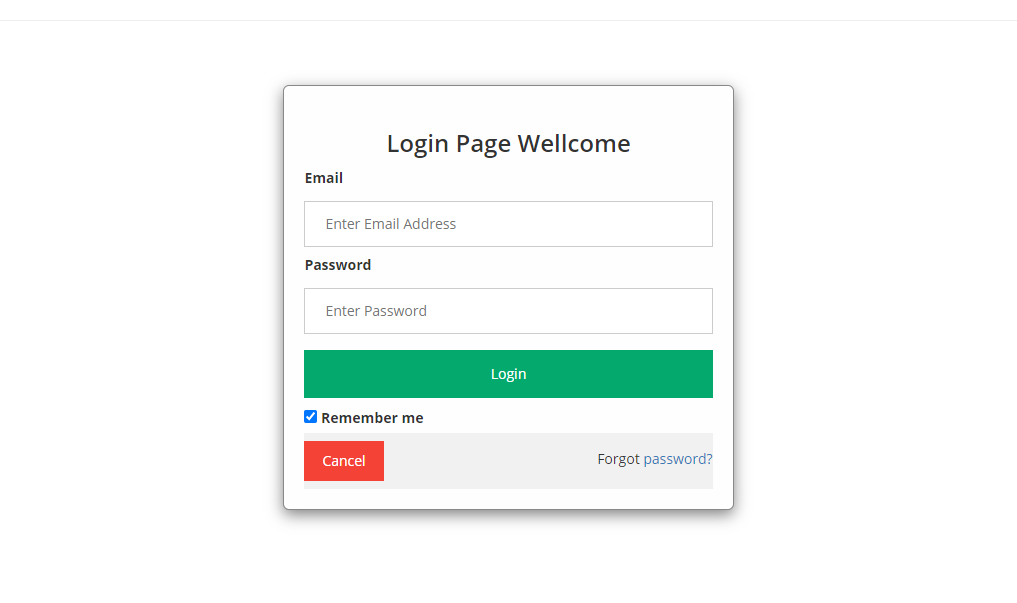 Login Page Wellcome
Email
Enter Email Address
Password
Enter Password
Login
Remember me
Cancel
Forgot password?